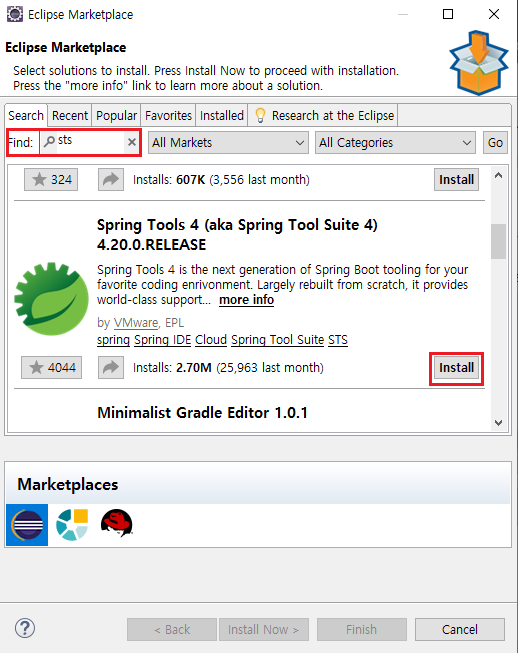 Eclipse Marketplace
Eclipse Marketplace
Select solutions to install. Press Install Now to proceed with installation.
Press the "more info" link to learn more about a solution.
Search Recent Popular Favorites Installed Research at the Eclipse
Find: sts All Markets All Categories Go
324 Installs: 607K (3,556 last month) Install
Spring Tools 4 (aka Spring Tool Suite 4)
4.20.0.RELEASE
Spring Tools 4 is the next generation of Spring Boot tooling for your
favorite coding enrivonment. Largely rebuilt from scratch, it provides
world-class support... more info
by VMware, EPL
spring Spring IDE Cloud Spring Tool Suite STS
4044 Installs: 2.70M (25,963 last month) Install
Minimalist Gradle Editor 1.0.1
Marketplaces
? < Back Install Now > Finish Cancel